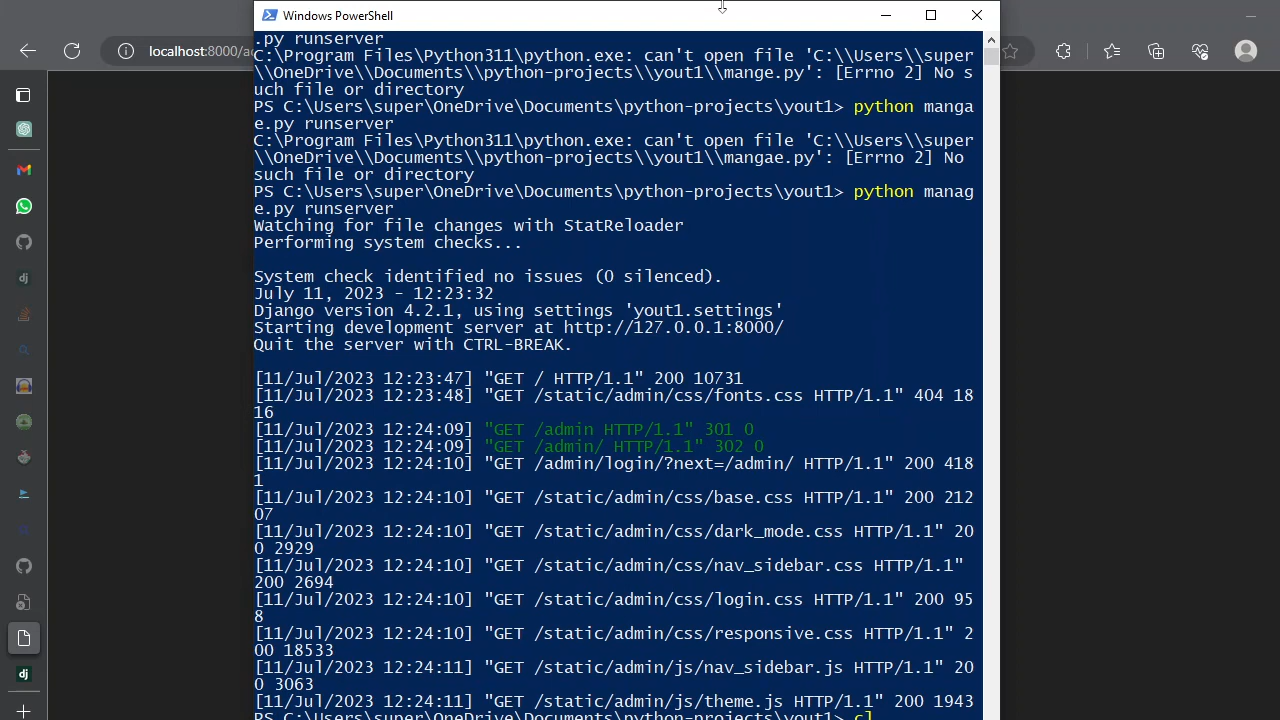 Windows PowerShell
localhost:8000/a
.py runserver
C:\Program Files\Python311\python.exe: can't open file 'C:\\Users\\super
\\OneDrive\\Documents\\python-projects\\yout1\\mange.py': [Errno 2] No s
uch file or directory
PS C:\Users\super\OneDrive\Documents\python-projects\yout1> python manga
e.py runserver
C:\Program Files\Python311\python.exe: can't open file 'C:\\Users\\super
\\OneDrive\\Documents\\python-projects\\yout1\\mangae.py': [Errno 2] No
such file or directory
PS C:\Users\super\OneDrive\Documents\python-projects\yout1> python manag
e.py runserver
Watching for file changes with StatReloader
Performing system checks...
System check identified no issues (0 silenced).
July 11, 2023 - 12:23:32
Django version 4.2.1, using settings 'yout1.settings'
Starting development server at http://127.0.0.1:8000/
Quit the server with CTRL-BREAK.
[11/Jul/2023 12:23:47] "GET / HTTP/1.1" 200 10731
[11/Jul/2023 12:23:48] "GET /static/admin/css/fonts.css HTTP/1.1" 404 18
16
[11/Jul/2023 12:24:09] "GET /admin HTTP/1.1" 301 0
[11/Jul/2023 12:24:09] "GET /admin/ HTTP/1.1" 302 0
[11/Jul/2023 12:24:10] "GET /admin/login/?next=/admin/ HTTP/1.1" 200 418
1
[11/Jul/2023 12:24:10] "GET /static/admin/css/base.css HTTP/1.1" 200 212
07
[11/Jul/2023 12:24:10] "GET /static/admin/css/dark_mode.css HTTP/1.1" 20
0 2929
[11/Jul/2023 12:24:10] "GET /static/admin/css/nav_sidebar.css HTTP/1.1"
200 2694
[11/Jul/2023 12:24:10] "GET /static/admin/css/login.css HTTP/1.1" 200 95
8
[11/Jul/2023 12:24:10] "GET /static/admin/css/responsive.css HTTP/1.1" 2
00 18533
[11/Jul/2023 12:24:11] "GET /static/admin/js/nav_sidebar.js HTTP/1.1" 20
0 3063
[11/Jul/2023 12:24:11] "GET /static/admin/js/theme.js HTTP/1.1" 200 1943
PS C:\Users\super\OneDrive\Documents\python-projects\yout1> cl
dj
dj